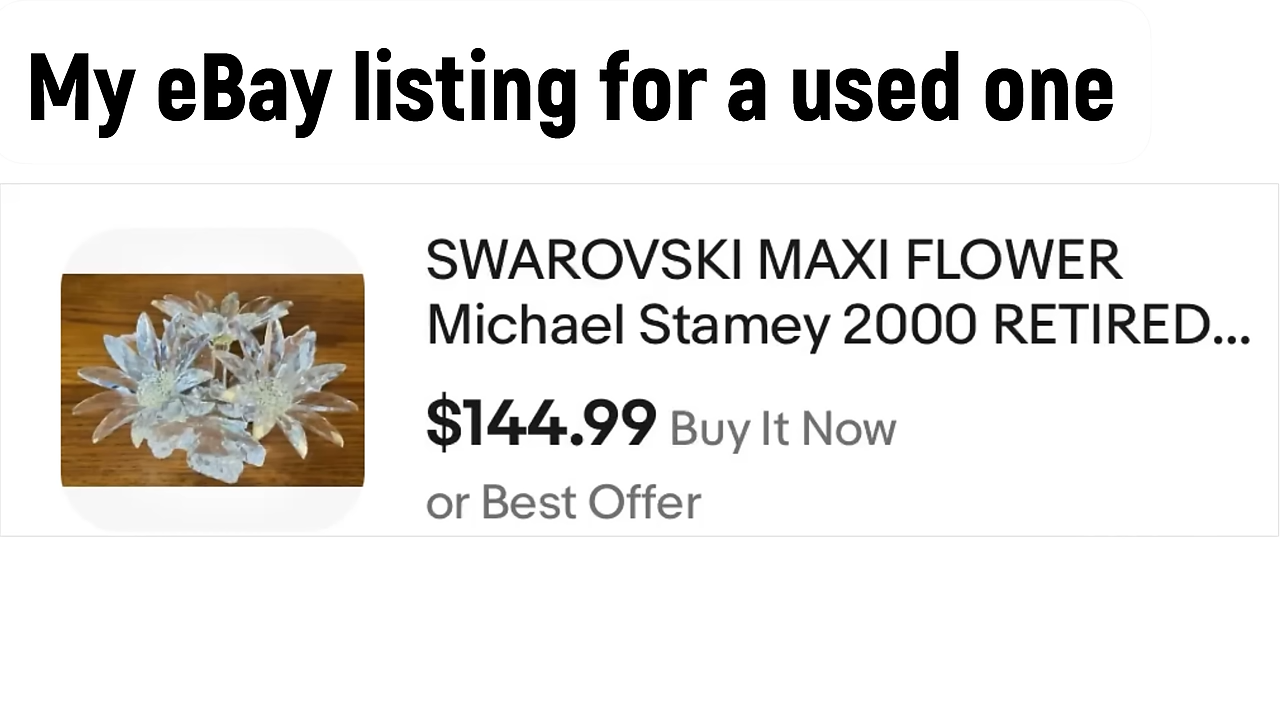 My eBay listing for a used one
SWAROVSKI MAXI FLOWER
Michael Stamey 2000 RETIRED...
$144.99 Buy It Now
or Best Offer